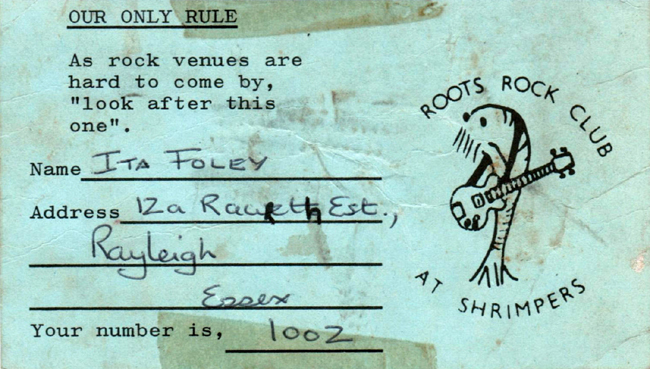 OUR ONLY RULE
As rock venues are
hard to come by,
"look after this
one".
Name ITA FOLEY
Address 12a Rawreth Est.,
Rayleigh
Essex
Your number is, 1002
ROOTS ROCK CLUB
AT SHRIMPERS